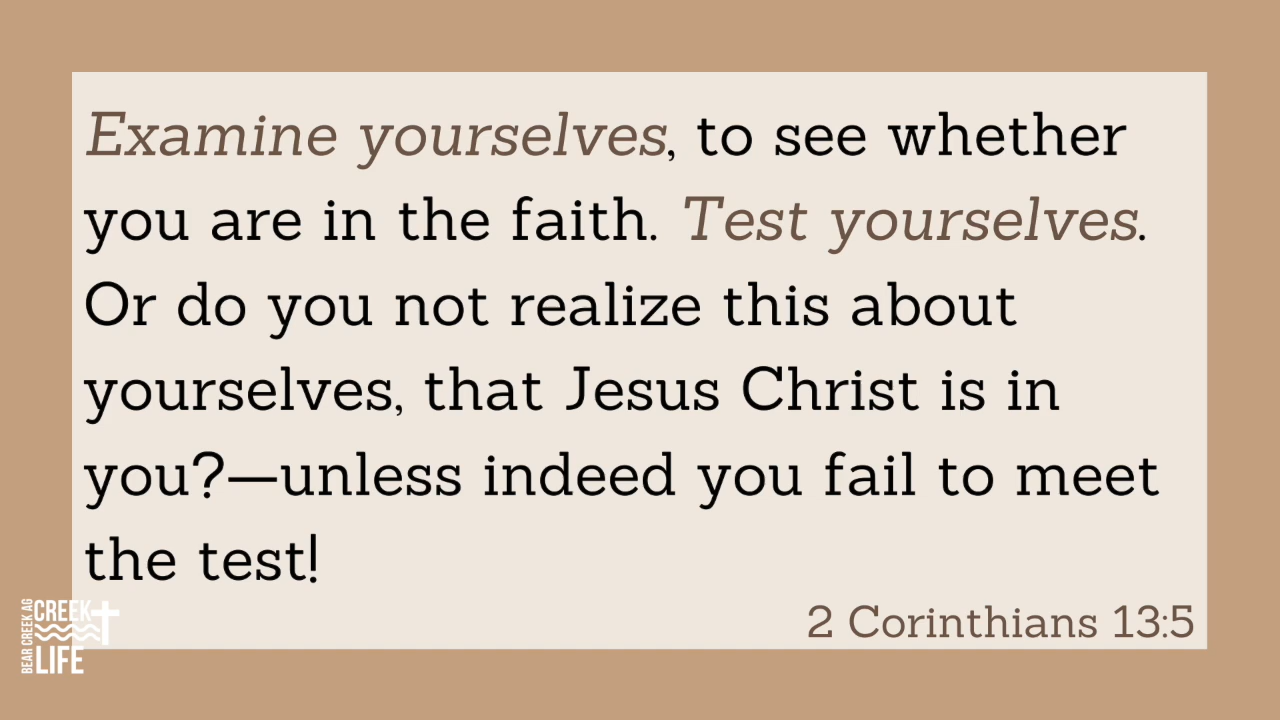 Examine yourselves, to see whether
you are in the faith. Test yourselves.
Or do you not realize this about
yourselves, that Jesus Christ is in
you?—unless indeed you fail to meet
the test!
2 Corinthians 13:5
BEAR CREEK AG
CREEK
LIFE